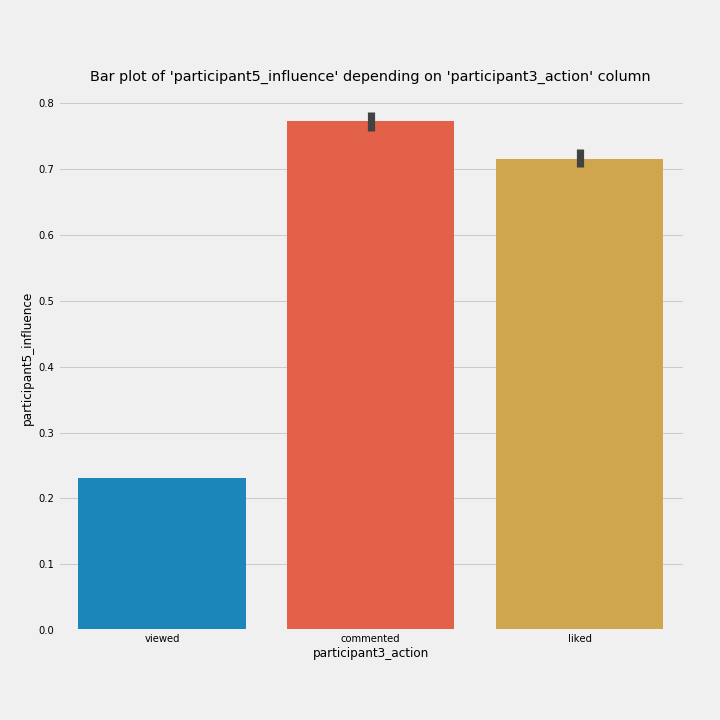 Bar plot of 'participant5_influence' depending on 'participant3_action' column
0.8
0.7
0.6
0.5
0.4
0.3
0.2
0.1
0.0
participant5_influence
viewed
commented
liked
participant3_action